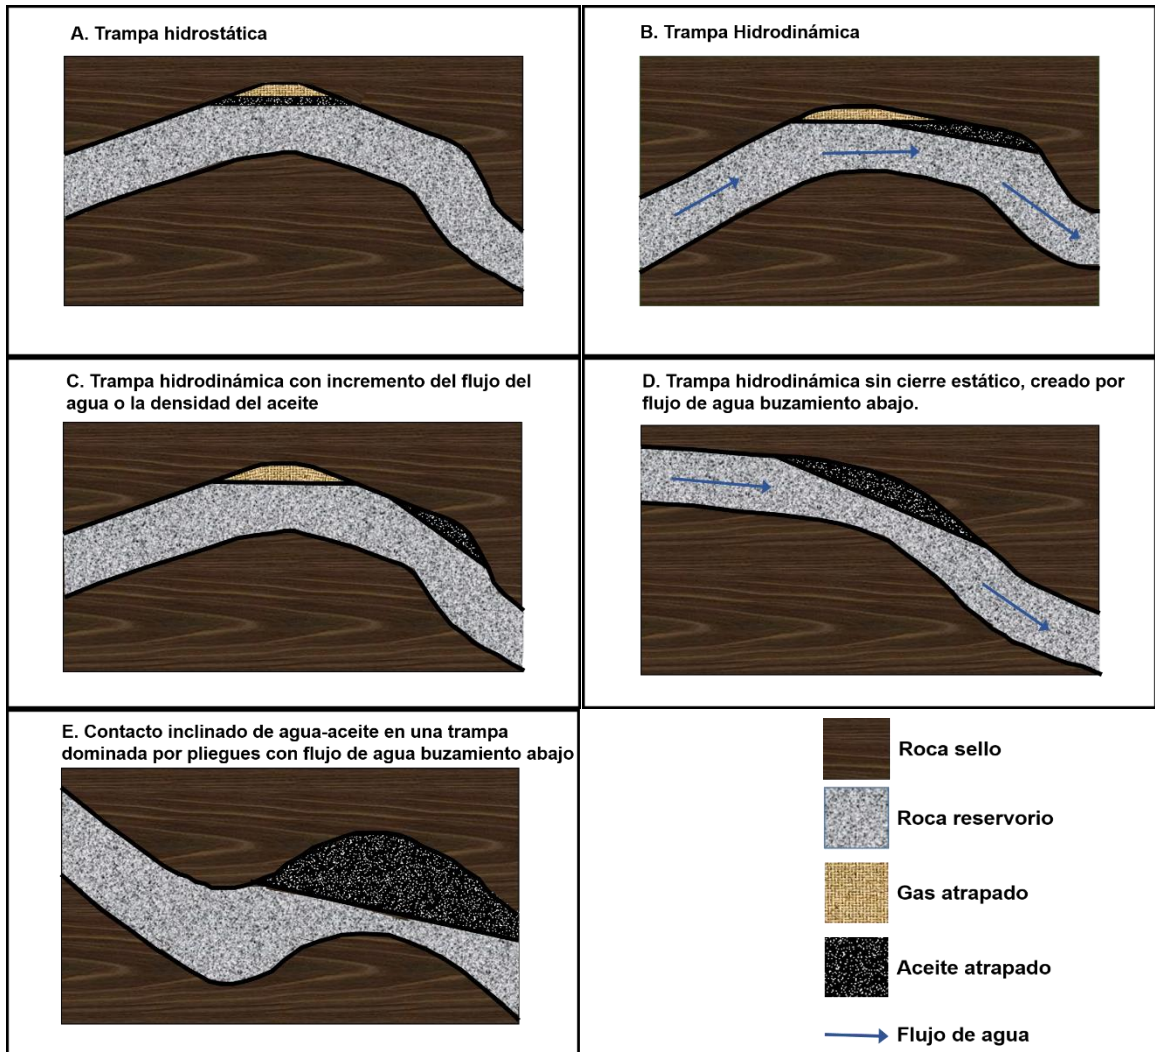 A. Trampa hidrostática
B. Trampa Hidrodinámica
C. Trampa hidrodinámica con incremento del flujo del
agua o la densidad del aceite
D. Trampa hidrodinámica sin cierre estático, creado por
flujo de agua buzamiento abajo.
E. Contacto inclinado de agua-aceite en una trampa
dominada por pliegues con flujo de agua buzamiento abajo
Roca sello
Roca reservorio
Gas atrapado
Aceite atrapado
Flujo de agua